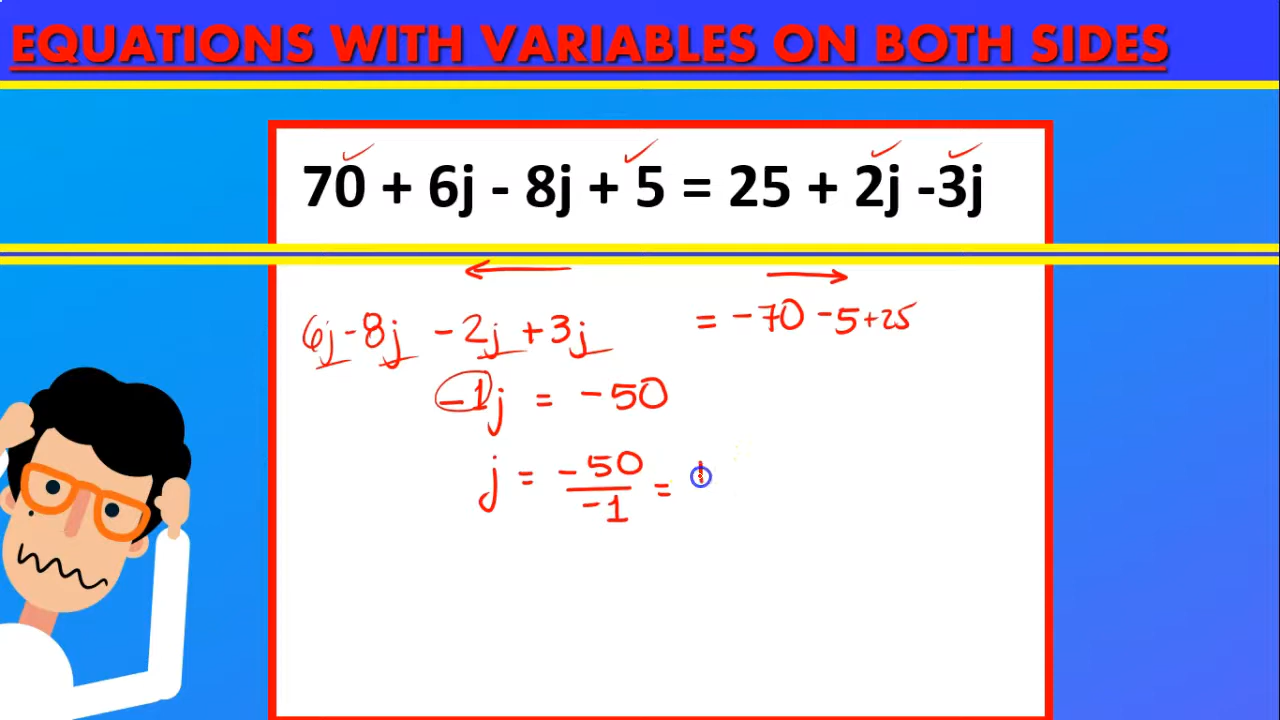 EQUATIONS WITH VARIABLES ON BOTH SIDES
70 + 6j - 8j + 5 = 25 + 2j -3j
6j - 8j - 2j + 3j = -70 - 5 + 25
-1j = -50
j = -50/-1 =